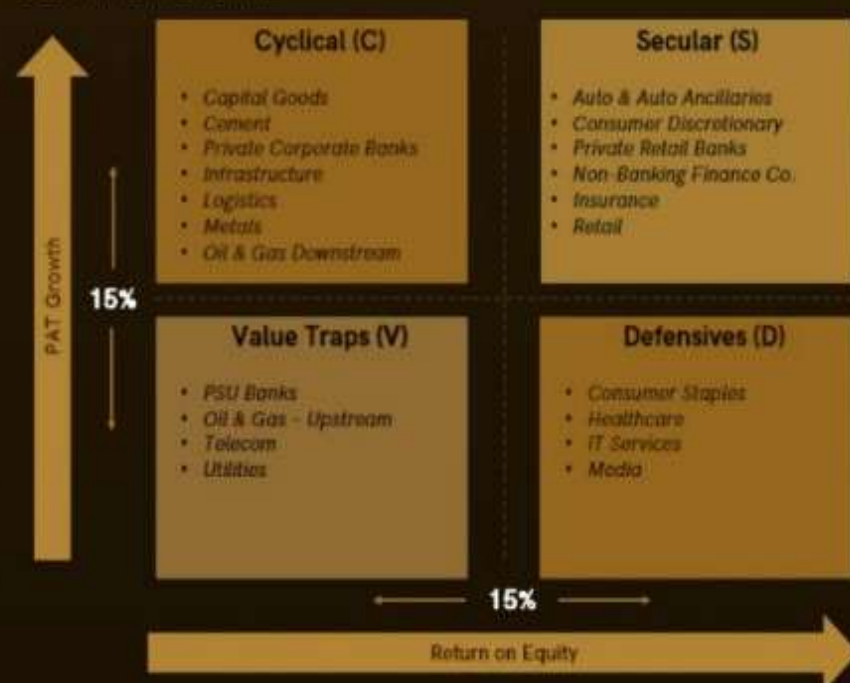 Cyclical (C)
• Capital Goods
• Cement
• Private Corporate Banks
• Infrastructure
• Logistics
• Metals
• Oil & Gas Downstream
Secular (S)
• Auto & Auto Ancillaries
• Consumer Discretionary
• Private Retail Banks
• Non-Banking Finance Co.
• Insurance
• Retail
PAT Growth
15%
Value Traps (V)
• PSU Banks
• Oil & Gas - Upstream
• Telecom
• Utilities
Defensives (D)
• Consumer Staples
• Healthcare
• IT Services
• Media
15%
Return on Equity